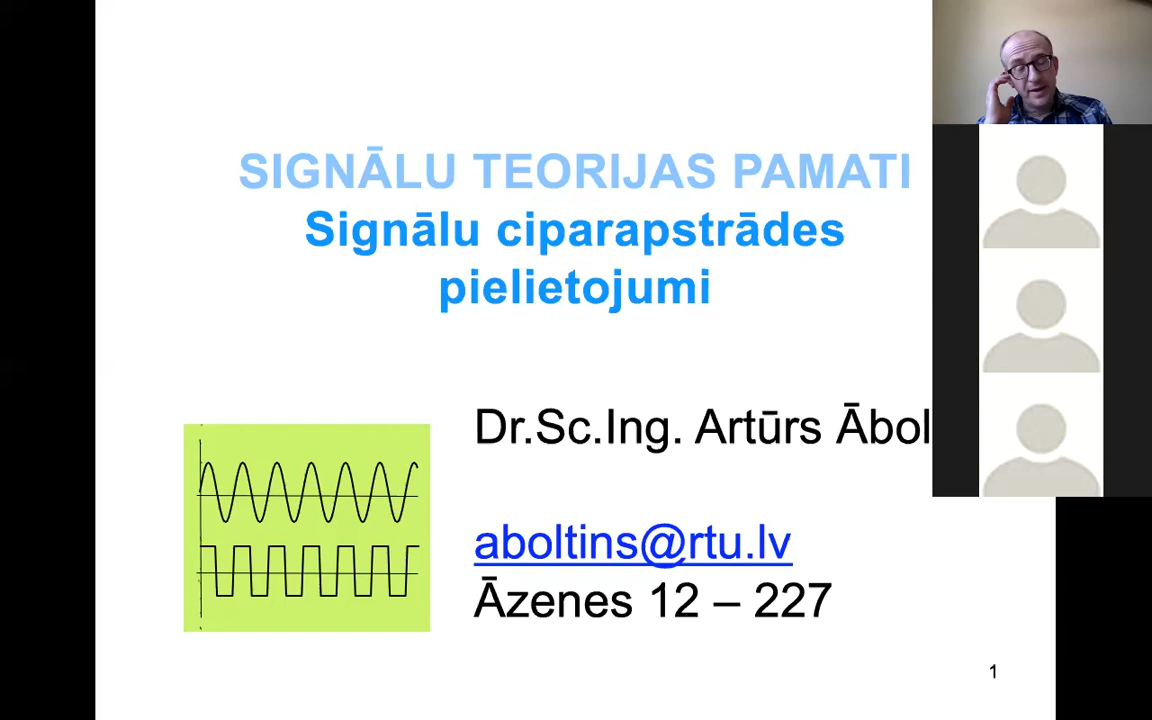 SIGNĀLU TEORIJAS PAMATI
Signālu ciparapstrādes
pielietojumi
Dr.Sc.Ing. Artūrs Ābol
aboltins@rtu.lv
Āzenes 12 – 227
1